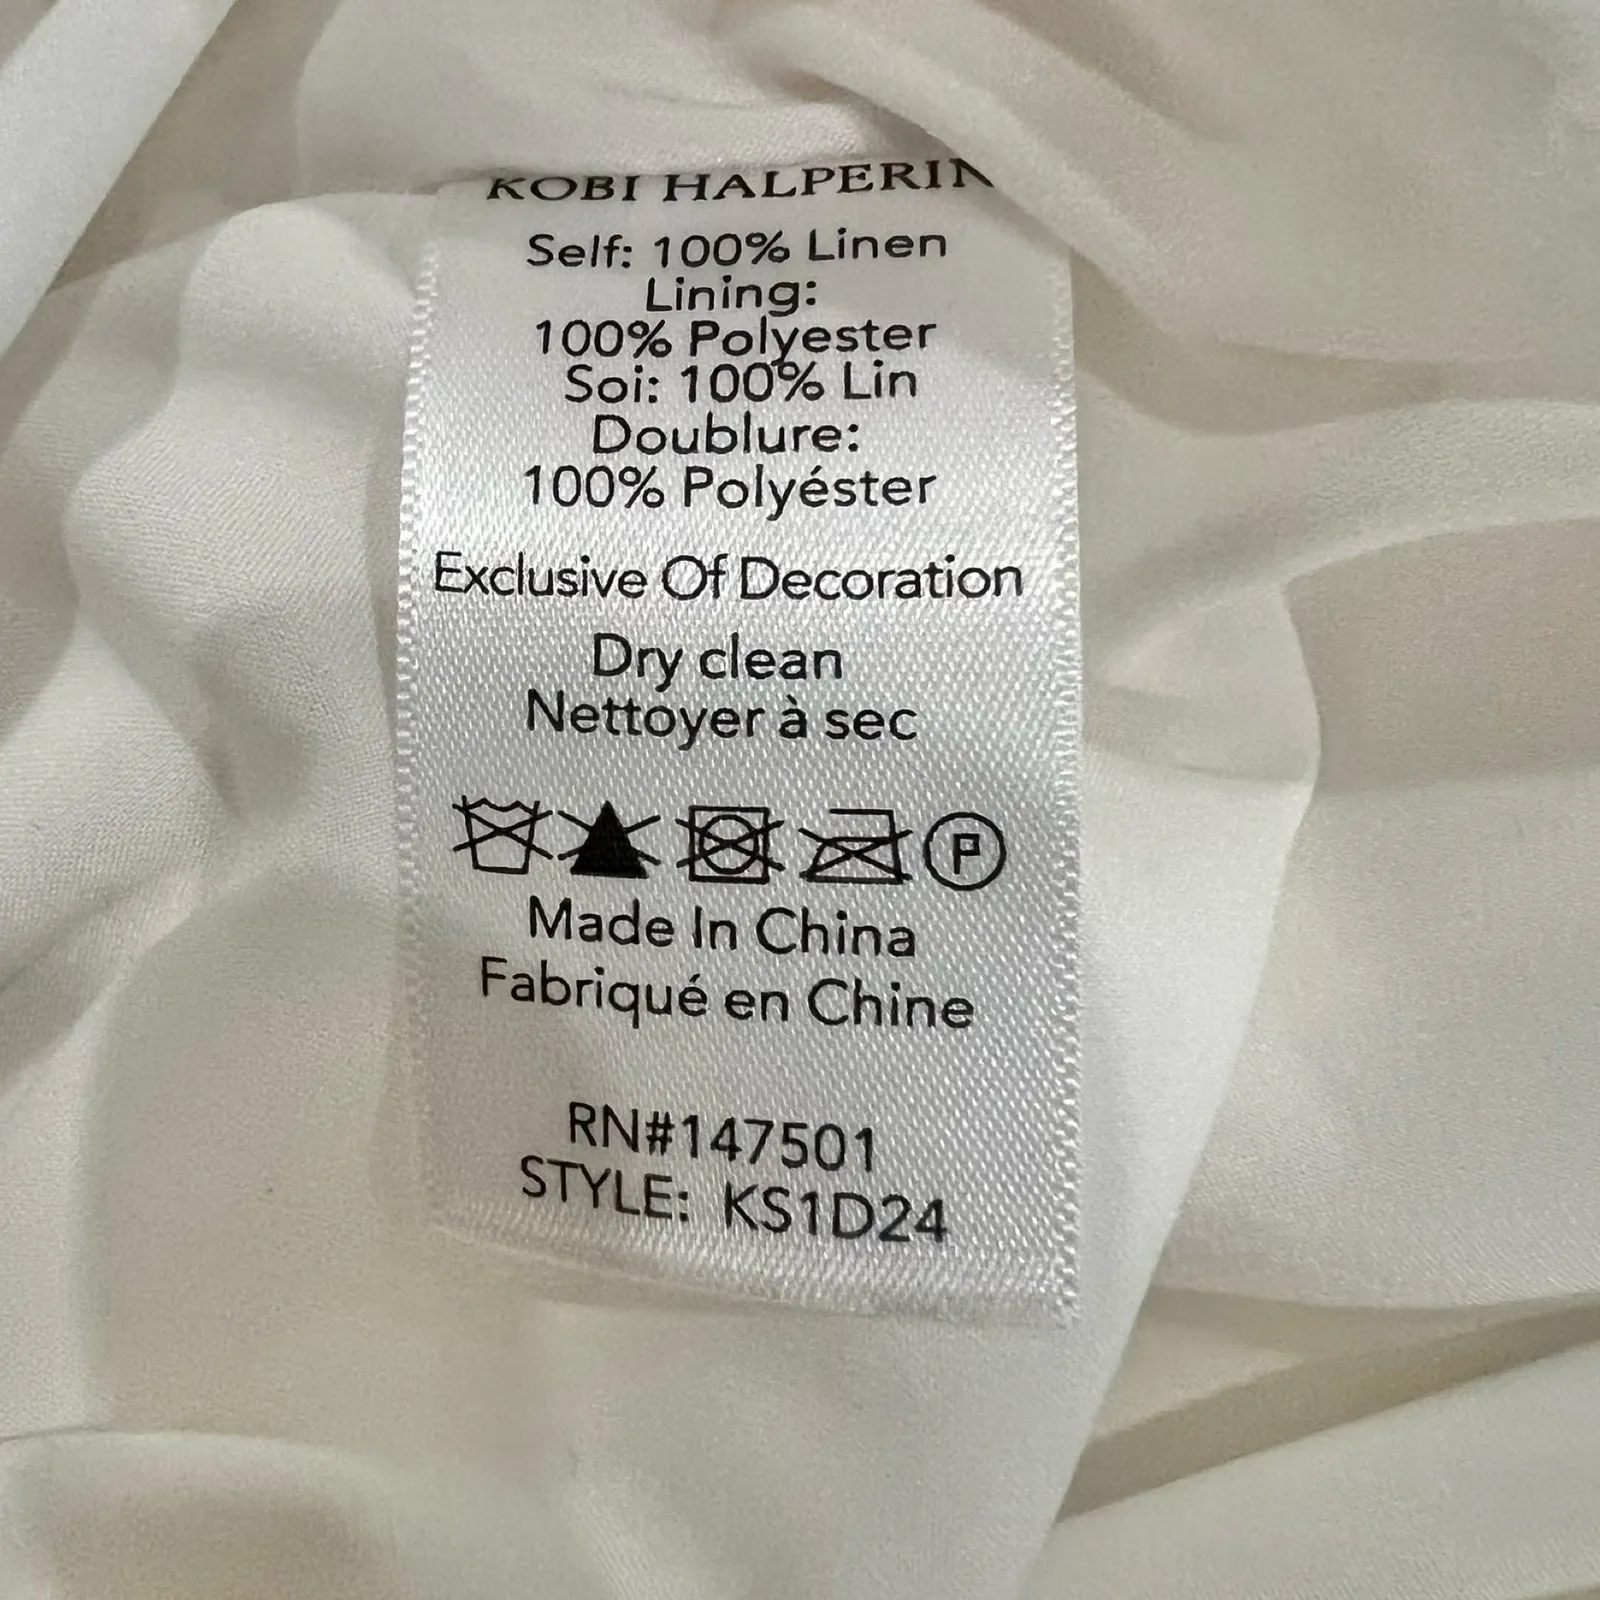 KOBI HALPERIN
Self: 100% Linen
Lining:
100% Polyester
Soi: 100% Lin
Doublure:
100% Polyéster
Exclusive Of Decoration
Dry clean
Nettoyer à sec
P
Made In China
Fabriqué en Chine
RN#147501
STYLE: KS1D24